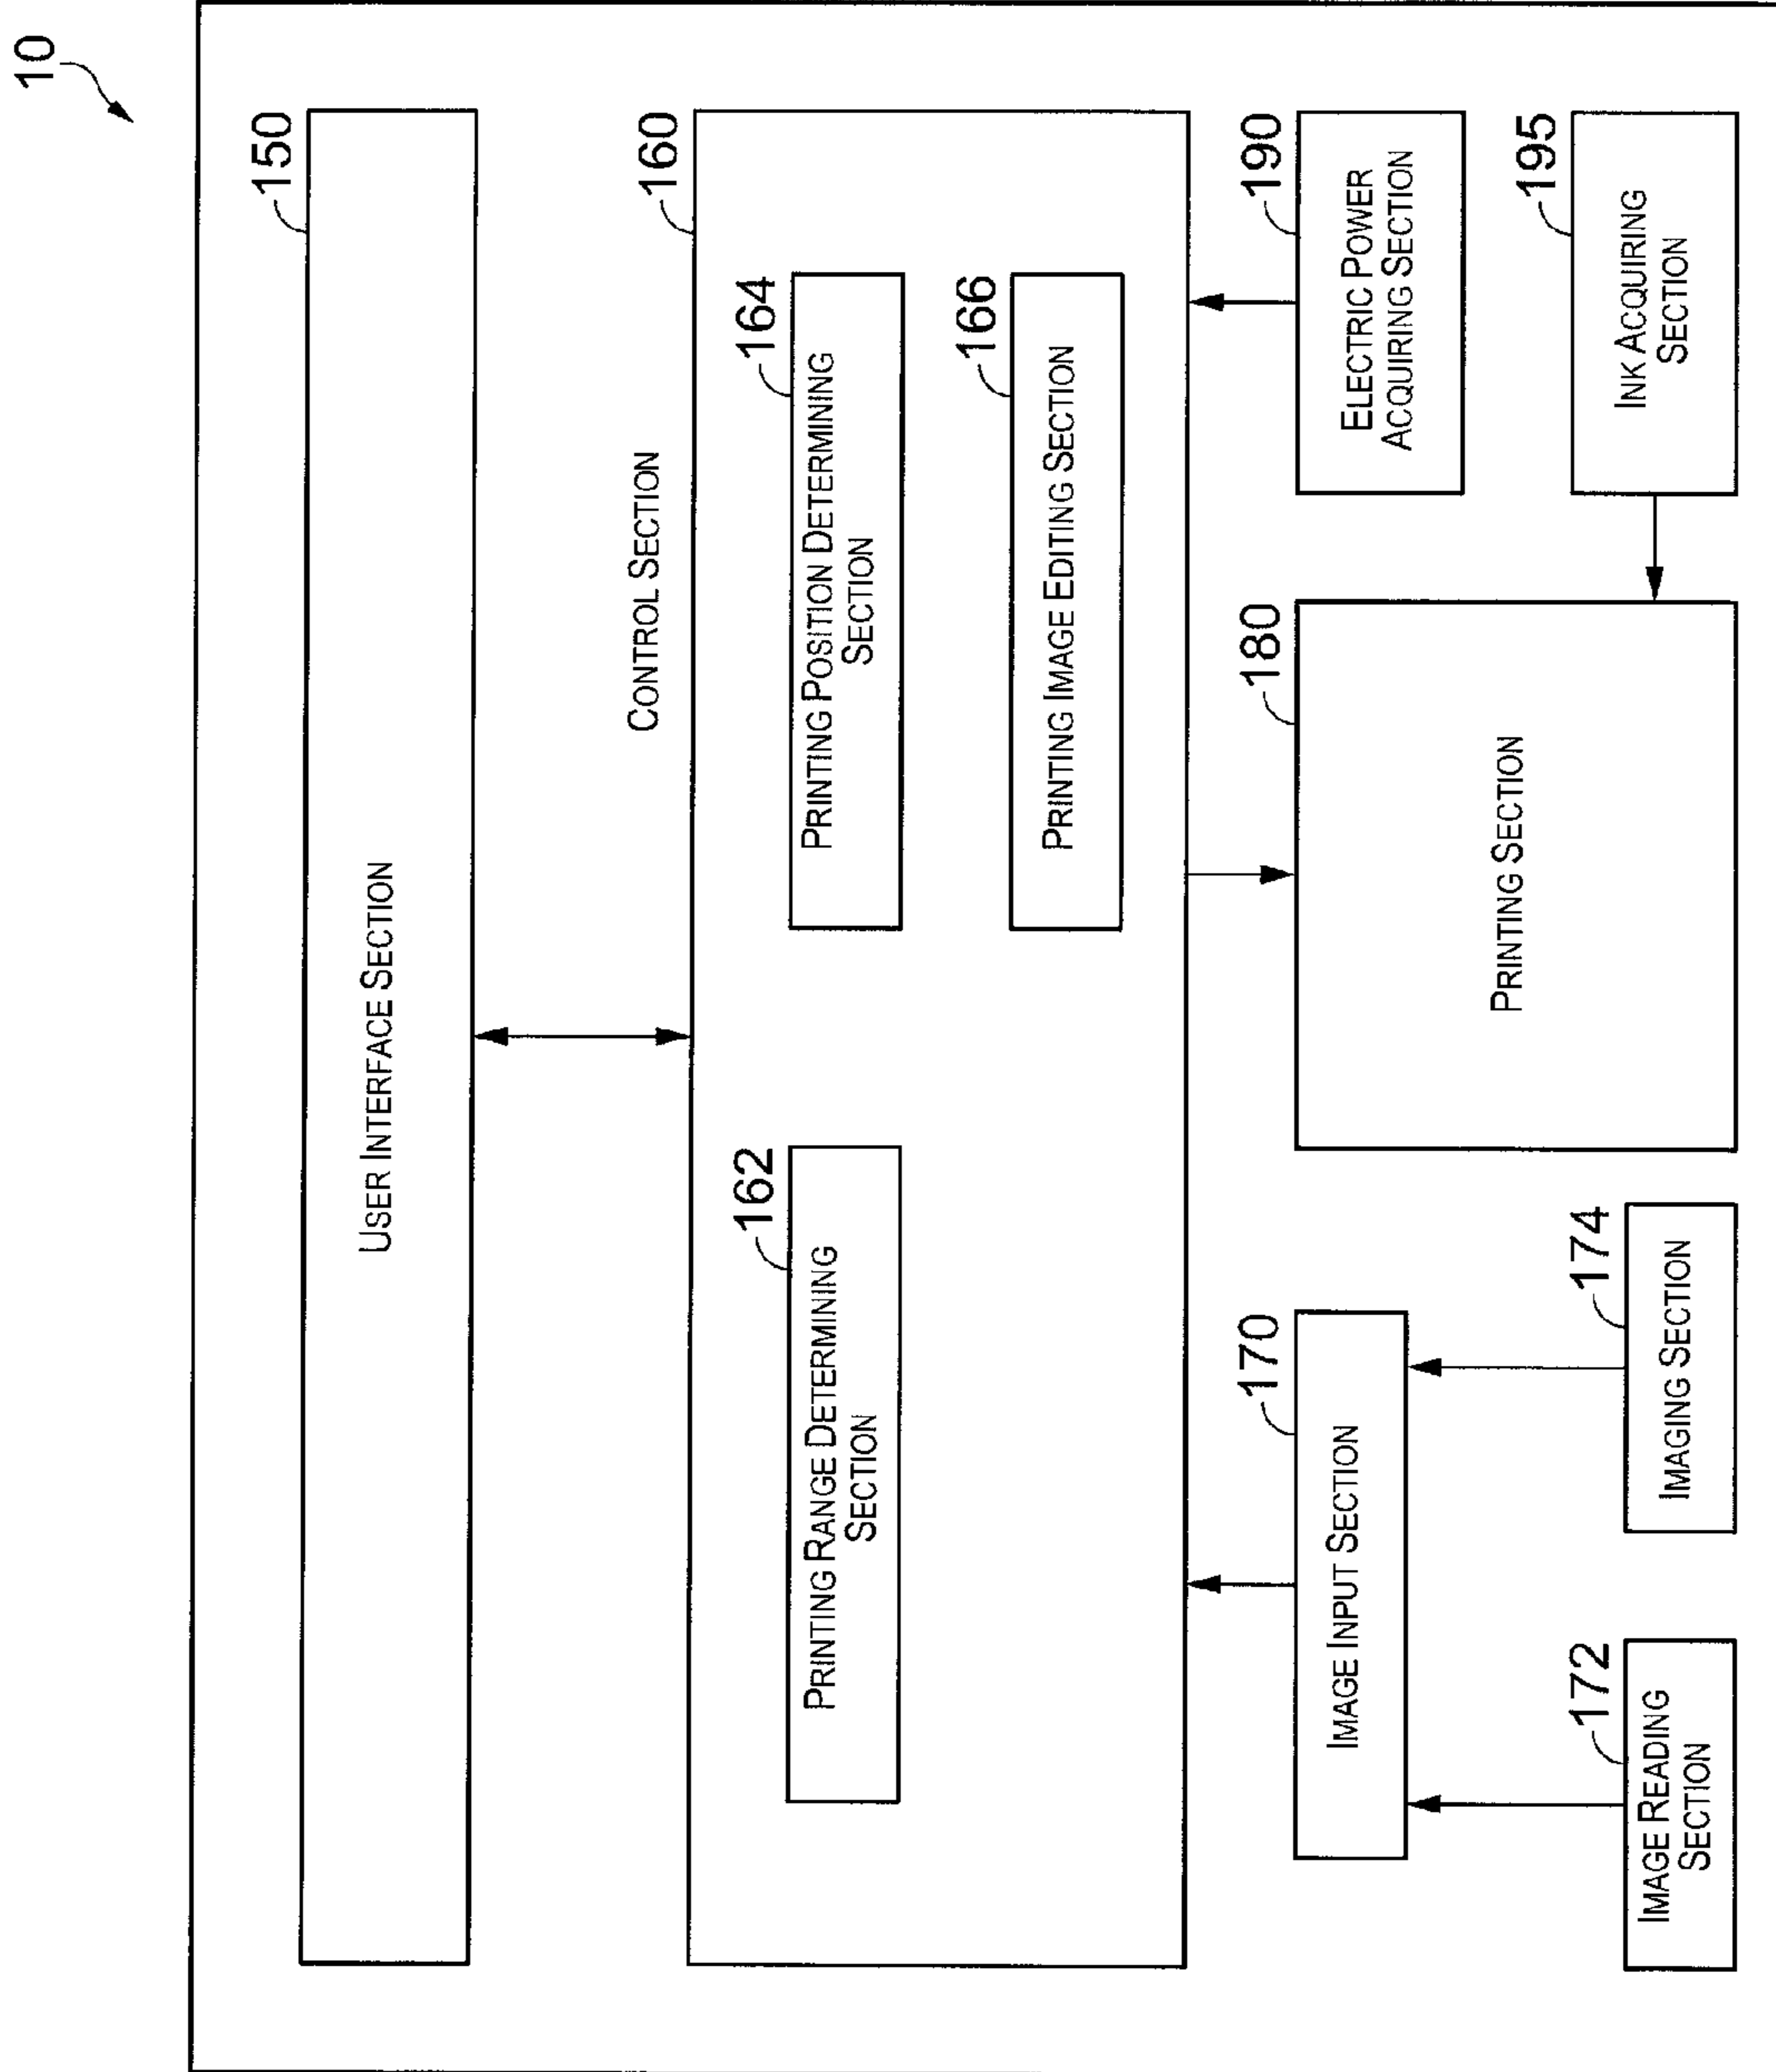 10
150
USER INTERFACE SECTION
CONTROL SECTION
160
162
PRINTING RANGE DETERMINING
SECTION
164
PRINTING POSITION DETERMINING
SECTION
166
PRINTING IMAGE EDITING SECTION
170
IMAGE INPUT SECTION
172
IMAGE READING
SECTION
174
IMAGING SECTION
180
PRINTING SECTION
190
ELECTRIC POWER
ACQUIRING SECTION
195
INK ACQUIRING
SECTION